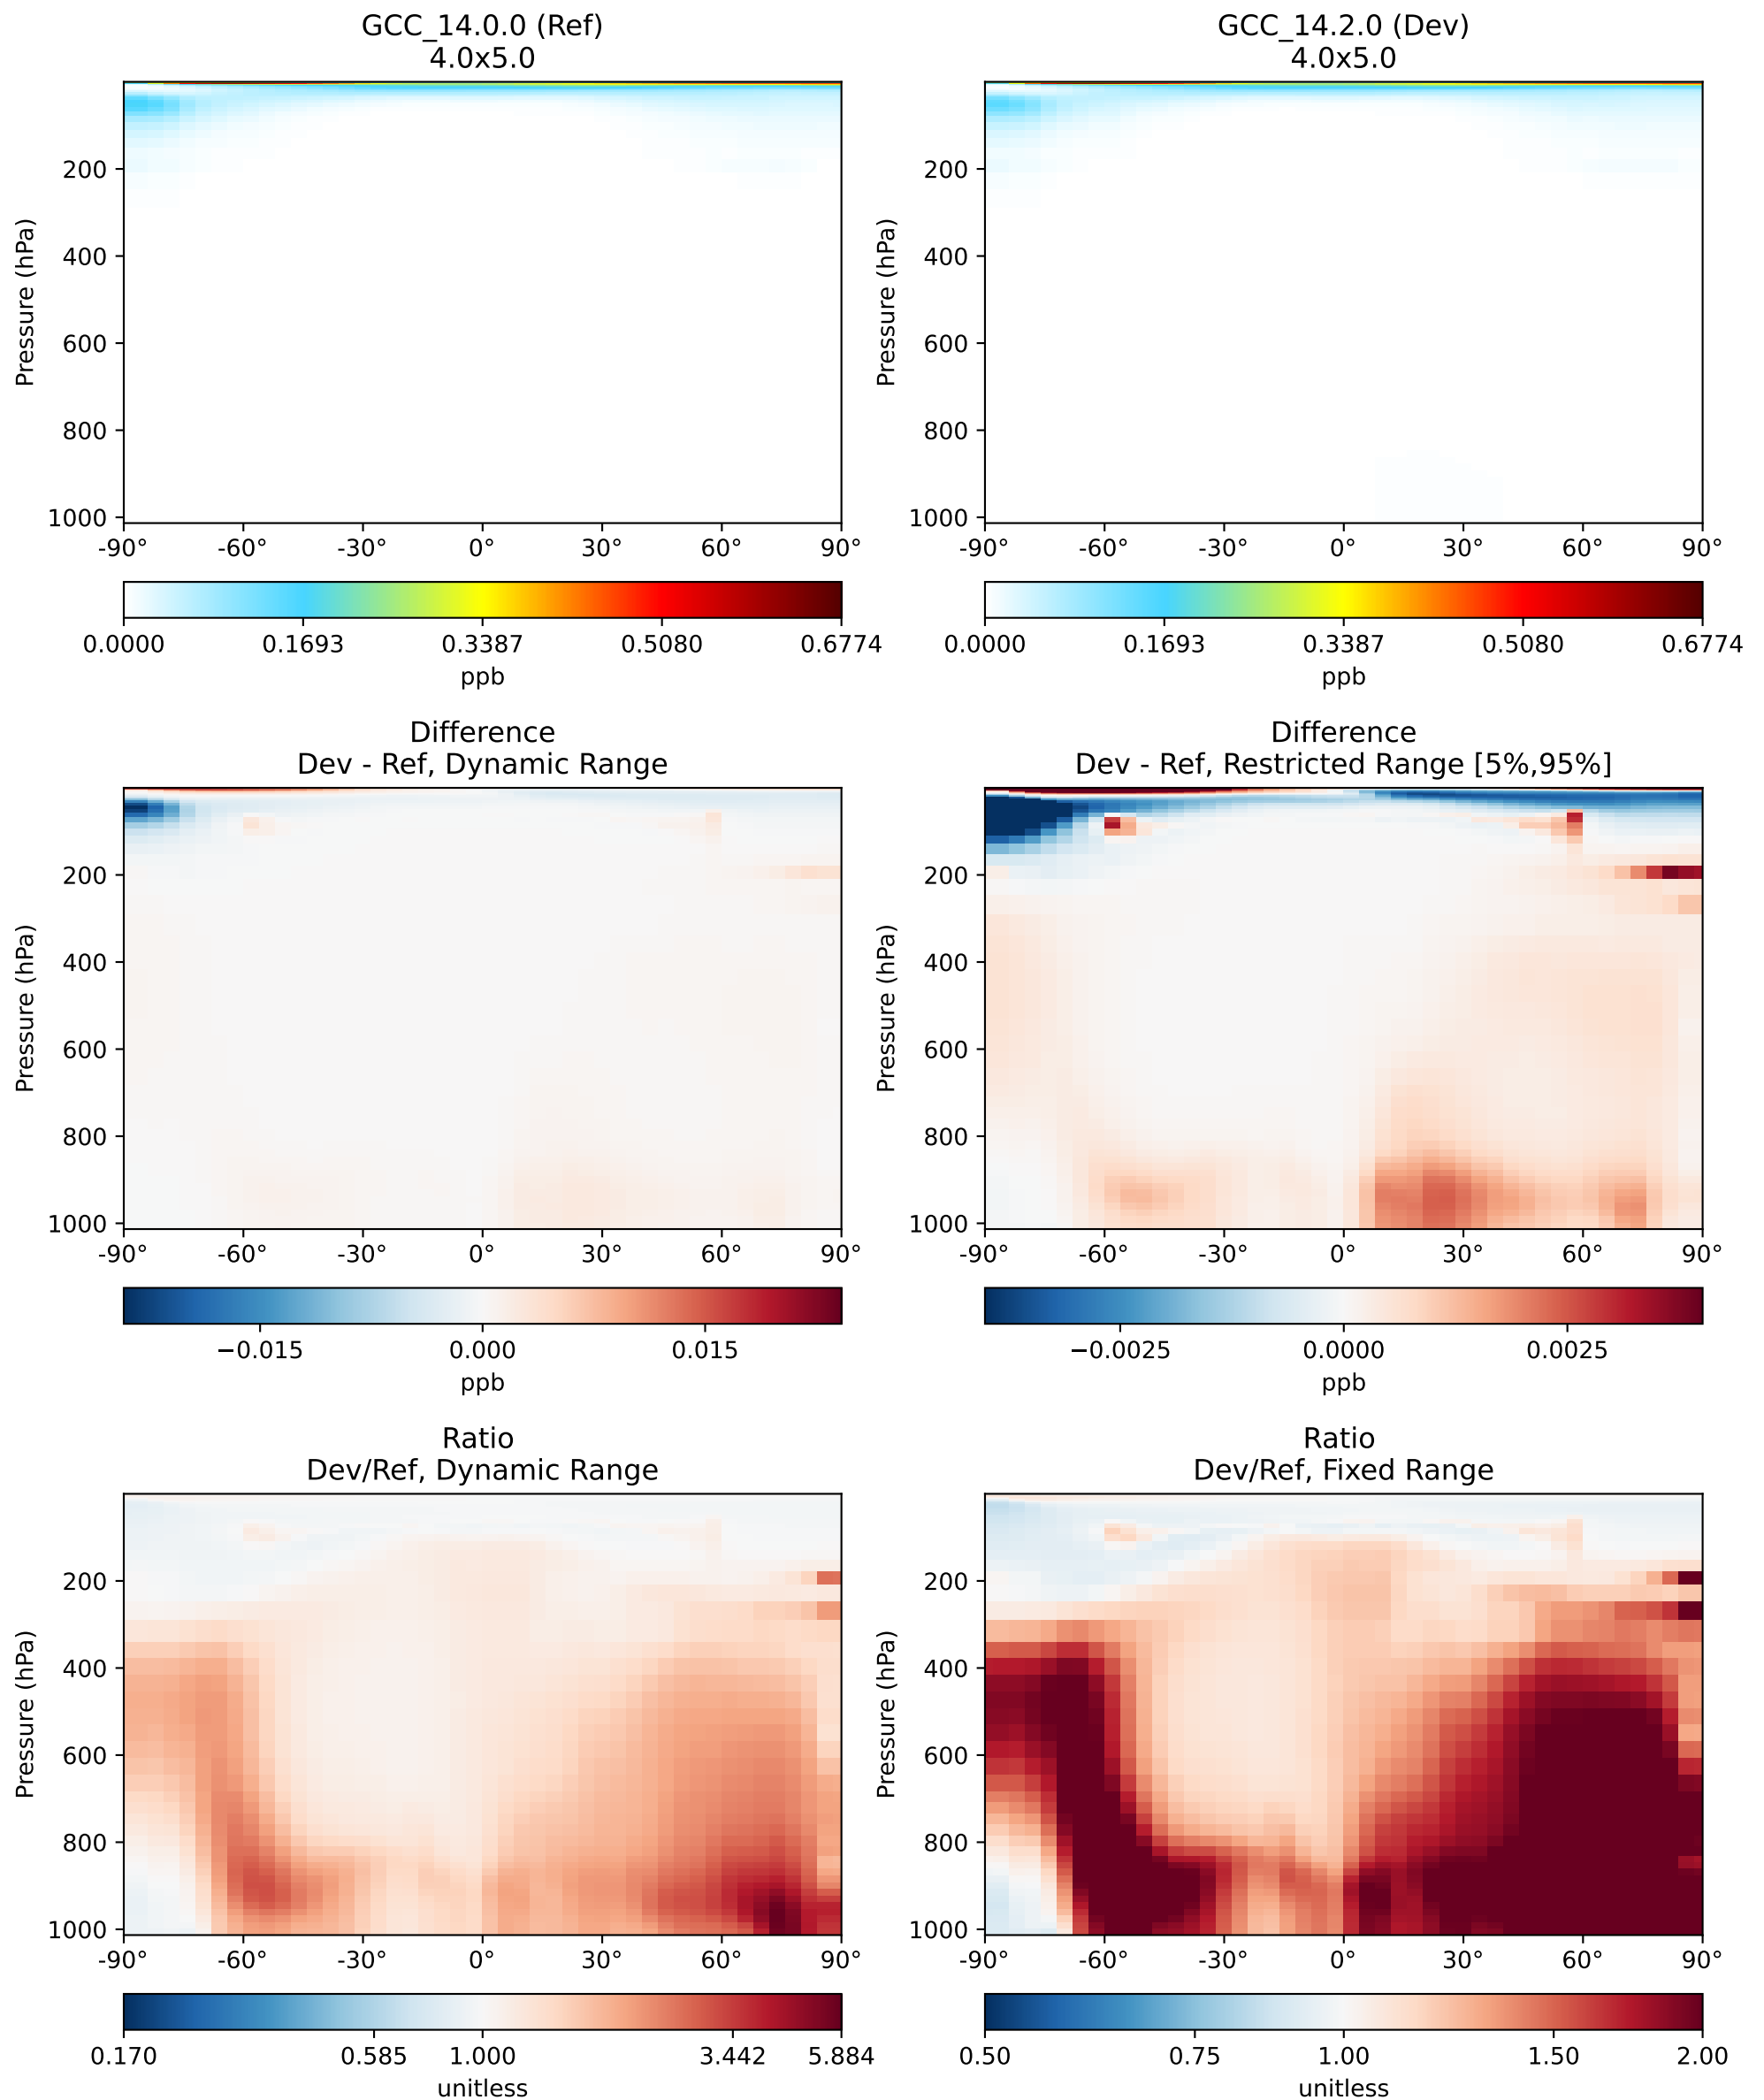 GCC_14.0.0 (Ref)
4.0x5.0
Pressure (hPa)
200
400
600
800
1000
-90° -60° -30° 0° 30° 60° 90°
0.0000 0.1693 0.3387 0.5080 0.6774
ppb
GCC_14.2.0 (Dev)
4.0x5.0
Pressure (hPa)
200
400
600
800
1000
-90° -60° -30° 0° 30° 60° 90°
0.0000 0.1693 0.3387 0.5080 0.6774
ppb
Difference
Dev - Ref, Dynamic Range
Pressure (hPa)
200
400
600
800
1000
-90° -60° -30° 0° 30° 60° 90°
−0.015 0.000 0.015
ppb
Difference
Dev - Ref, Restricted Range [5%,95%]
Pressure (hPa)
200
400
600
800
1000
-90° -60° -30° 0° 30° 60° 90°
−0.0025 0.0000 0.0025
ppb
Ratio
Dev/Ref, Dynamic Range
Pressure (hPa)
200
400
600
800
1000
-90° -60° -30° 0° 30° 60° 90°
0.170 0.585 1.000 3.442 5.884
unitless
Ratio
Dev/Ref, Fixed Range
Pressure (hPa)
200
400
600
800
1000
-90° -60° -30° 0° 30° 60° 90°
0.50 0.75 1.00 1.50 2.00
unitless